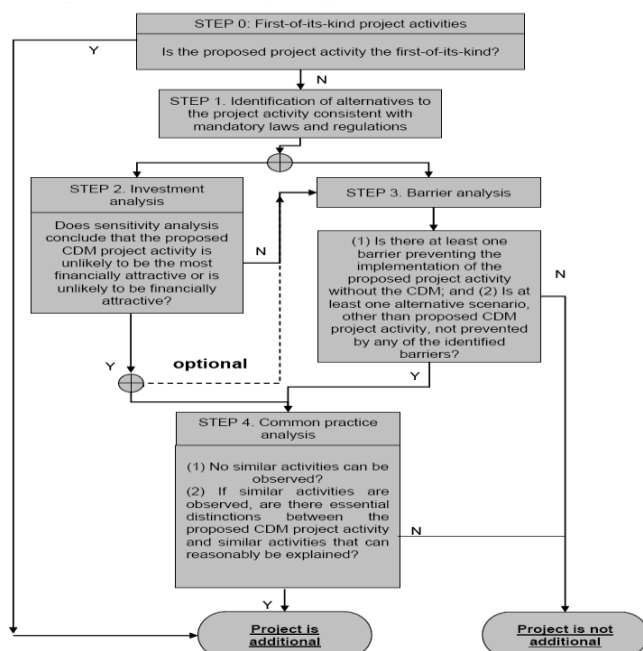 STEP 0: First-of-its-kind project activities
Y
Is the proposed project activity the first-of-its-kind?
N
STEP 1. Identification of alternatives to
the project activity consistent with
mandatory laws and regulations
STEP 2. Investment
analysis
Does sensitivity analysis
conclude that the proposed
CDM project activity is
unlikely to be the most
financially attractive or is
unlikely to be financially
attractive?
N
STEP 3. Barrier analysis
(1) Is there at least one
barrier preventing the
implementation of the
proposed project activity
without the CDM; and (2) Is at
least one alternative scenario,
other than proposed CDM
project activity, not prevented
by any of the identified
barriers?
N
Y
optional
Y
STEP 4. Common practice
analysis
(1) No similar activities can be
observed?
(2) If similar activities are
observed, are there essential
distinctions between the
proposed CDM project activity
and similar activities that can
reasonably be explained?
N
Y
Project is
additional
Project is not
additional